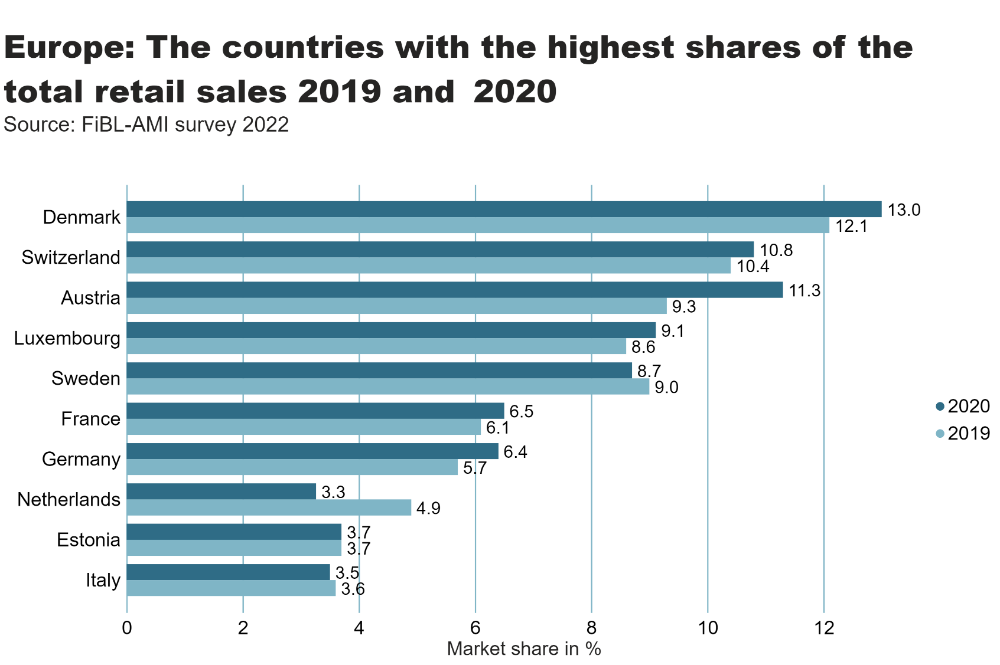 Europe: The countries with the highest shares of the
total retail sales 2019 and  2020
Source: FiBL-AMI survey 2022
Denmark
13.0
12.1
Switzerland
10.8
10.4
Austria
11.3
9.3
Luxembourg
9.1
8.6
Sweden
8.7
9.0
France
6.5
6.1
Germany
6.4
5.7
Netherlands
3.3
4.9
Estonia
3.7
3.7
Italy
3.5
3.6
2020
2019
0 2 4 6 8 10 12
Market share in %